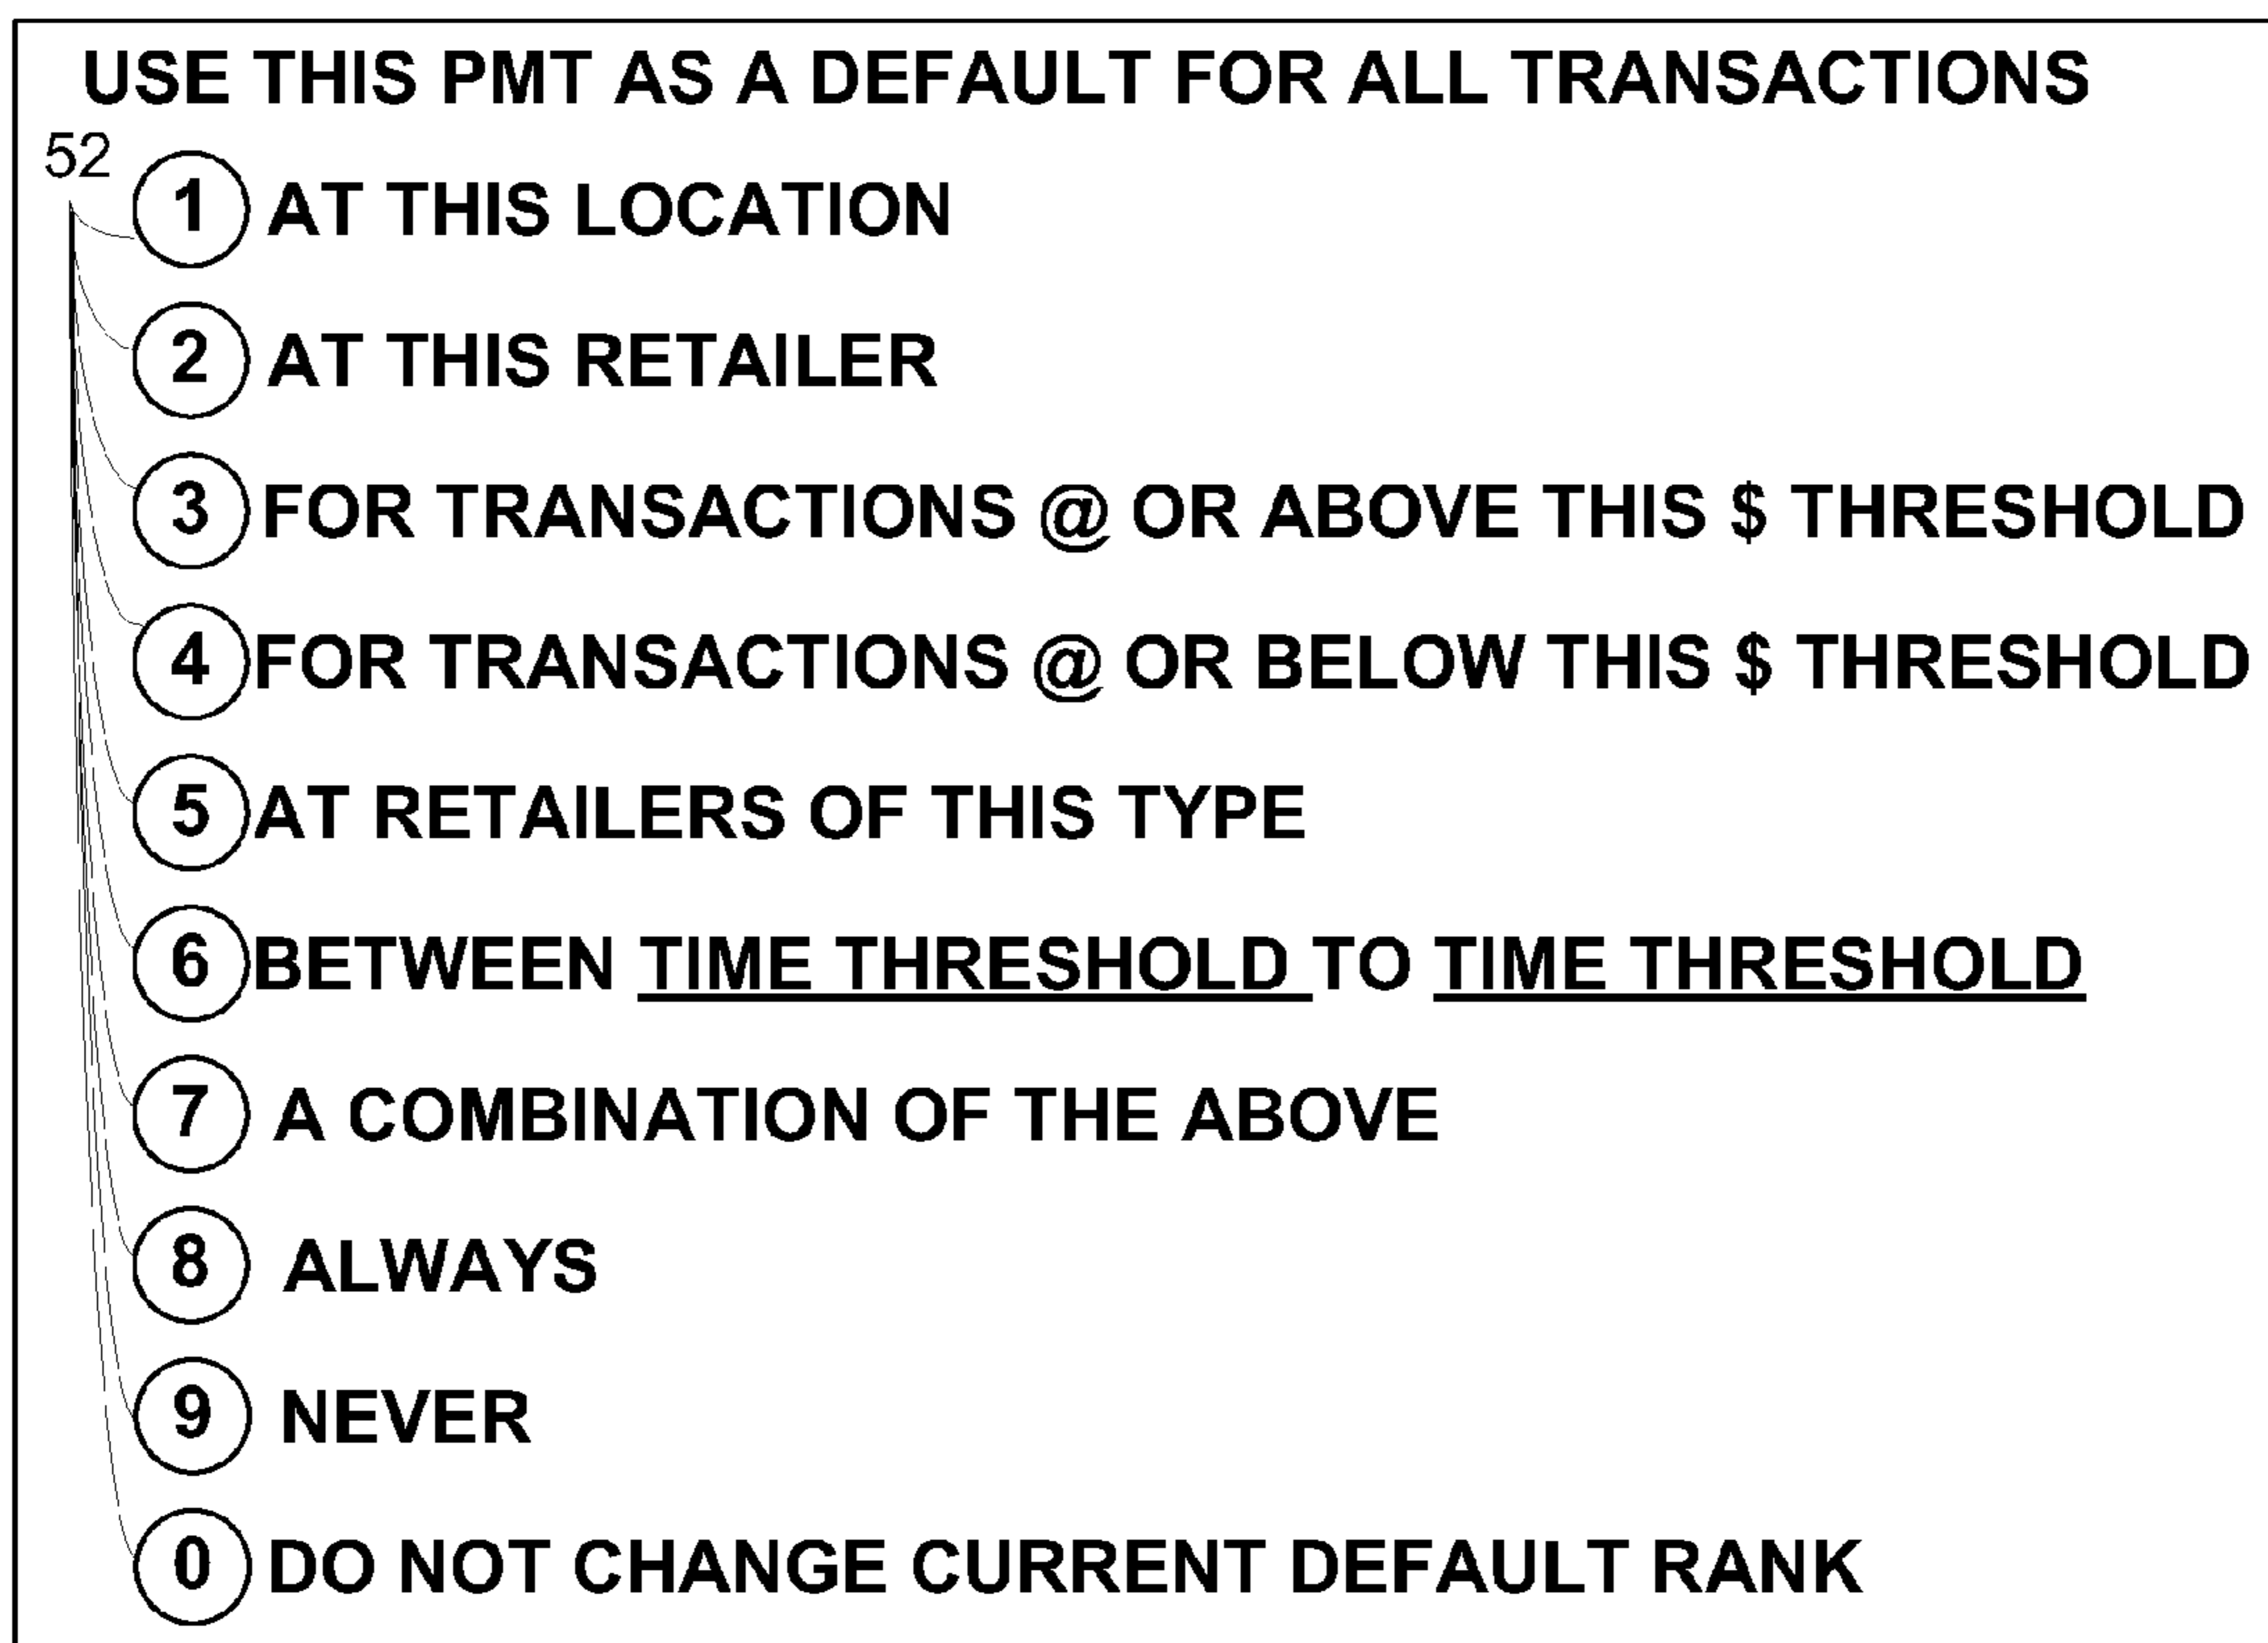 USE THIS PMT AS A DEFAULT FOR ALL TRANSACTIONS
52
1 AT THIS LOCATION
2 AT THIS RETAILER
3 FOR TRANSACTIONS @ OR ABOVE THIS $ THRESHOLD
4 FOR TRANSACTIONS @ OR BELOW THIS $ THRESHOLD
5 AT RETAILERS OF THIS TYPE
6 BETWEEN TIME THRESHOLD TO TIME THRESHOLD
7 A COMBINATION OF THE ABOVE
8 ALWAYS
9 NEVER
0 DO NOT CHANGE CURRENT DEFAULT RANK